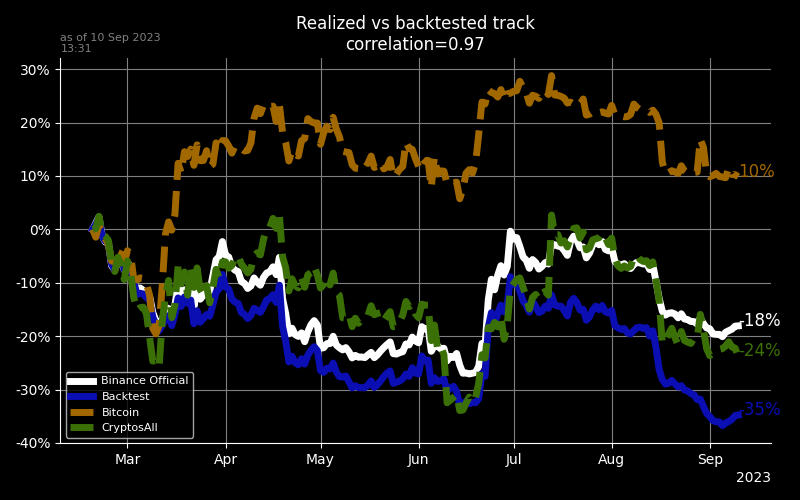 Realized vs backtested track
correlation=0.97
as of 10 Sep 2023
13:31
30%
20%
10%
0%
-10%
-20%
-30%
-40%
10%
-18%
-24%
-35%
Binance Official
Backtest
Bitcoin
CryptosAll
Mar
Apr
May
Jun
Jul
Aug
Sep
2023